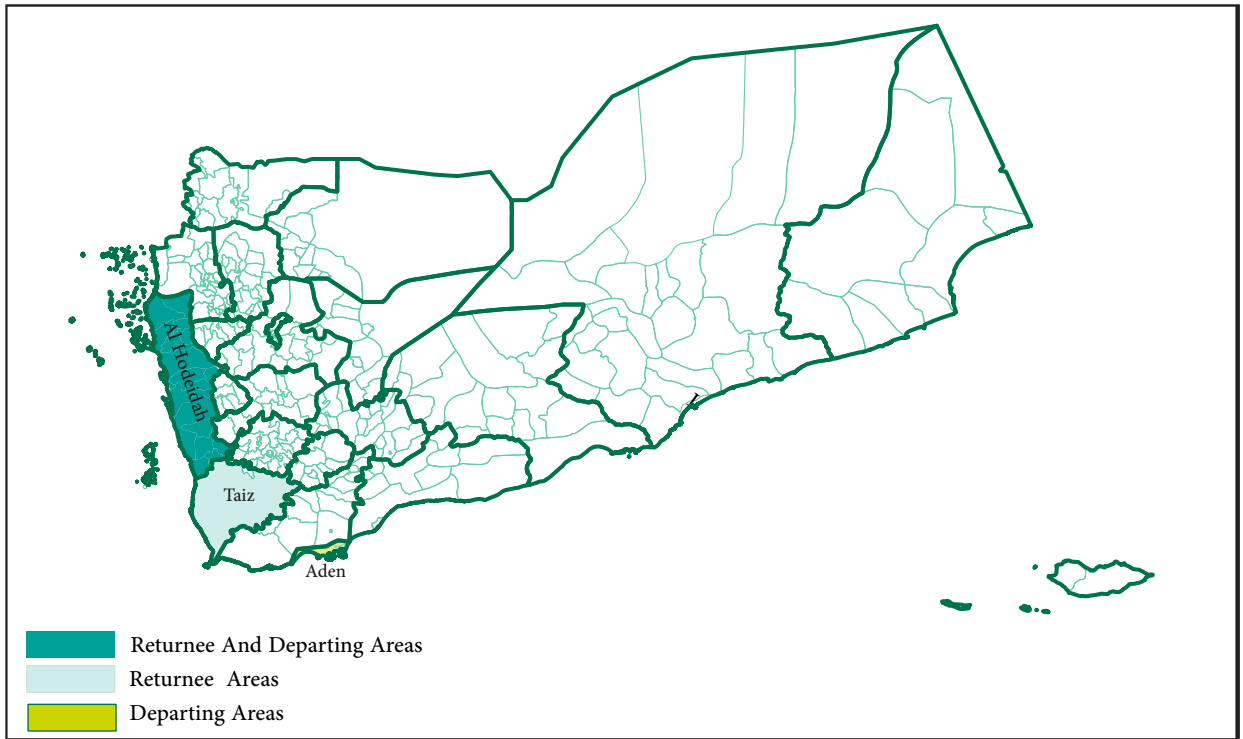 Al Hodeidah
Taiz
Aden
Returnee And Departing Areas
Returnee Areas
Departing Areas